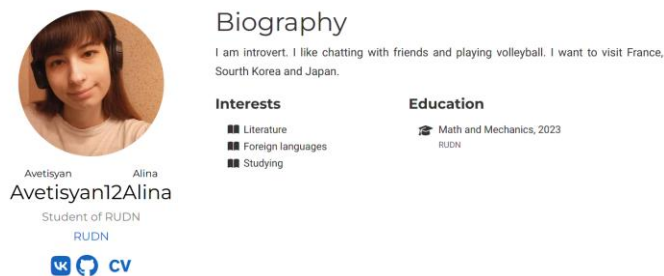 Biography
I am introvert. I like chatting with friends and playing volleyball. I want to visit France,
Sourth Korea and Japan.
Interests
Literature
Foreign languages
Studying
Education
Math and Mechanics, 2023
RUDN
Avetisyan Alina
Avetisyan12Alina
Student of RUDN
RUDN
CV